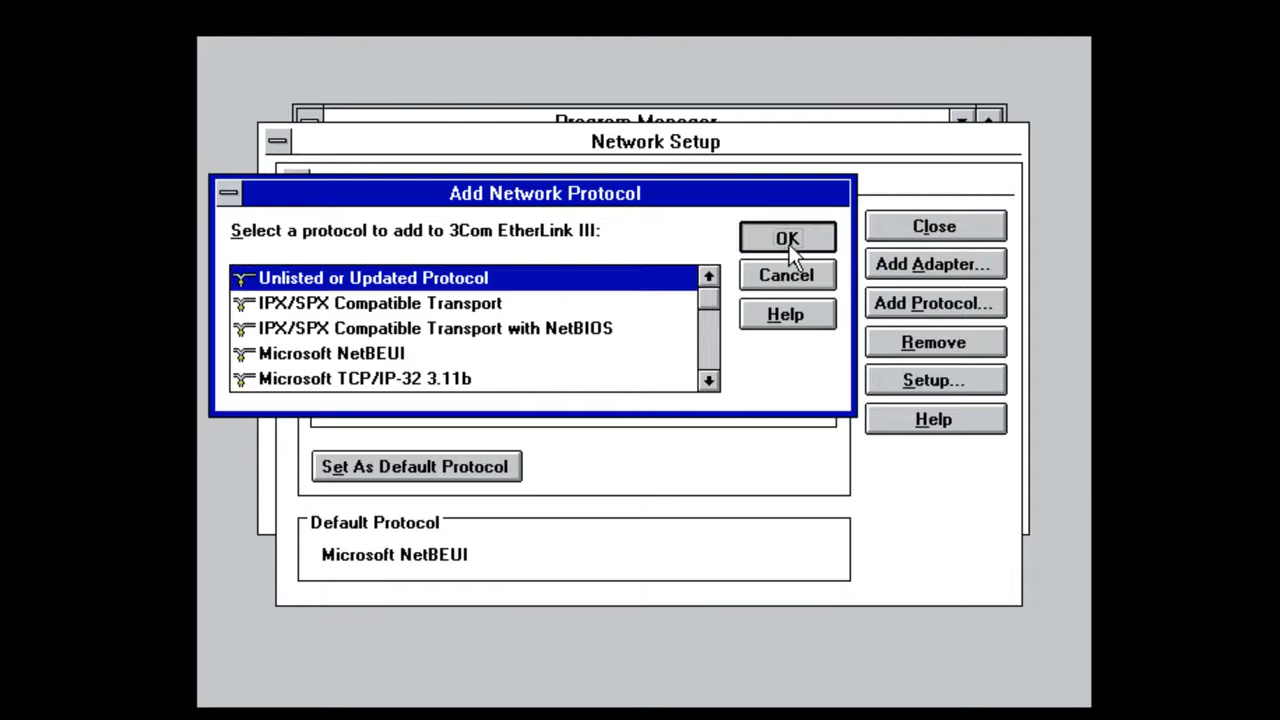 Program Manager
Network Setup
Add Network Protocol
Select a protocol to add to 3Com EtherLink III:
Unlisted or Updated Protocol
IPX/SPX Compatible Transport
IPX/SPX Compatible Transport with NetBIOS
Microsoft NetBEUI
Microsoft TCP/IP-32 3.11b
OK
Cancel
Help
Close
Add Adapter...
Add Protocol...
Remove
Setup...
Help
Set As Default Protocol
Default Protocol
Microsoft NetBEUI